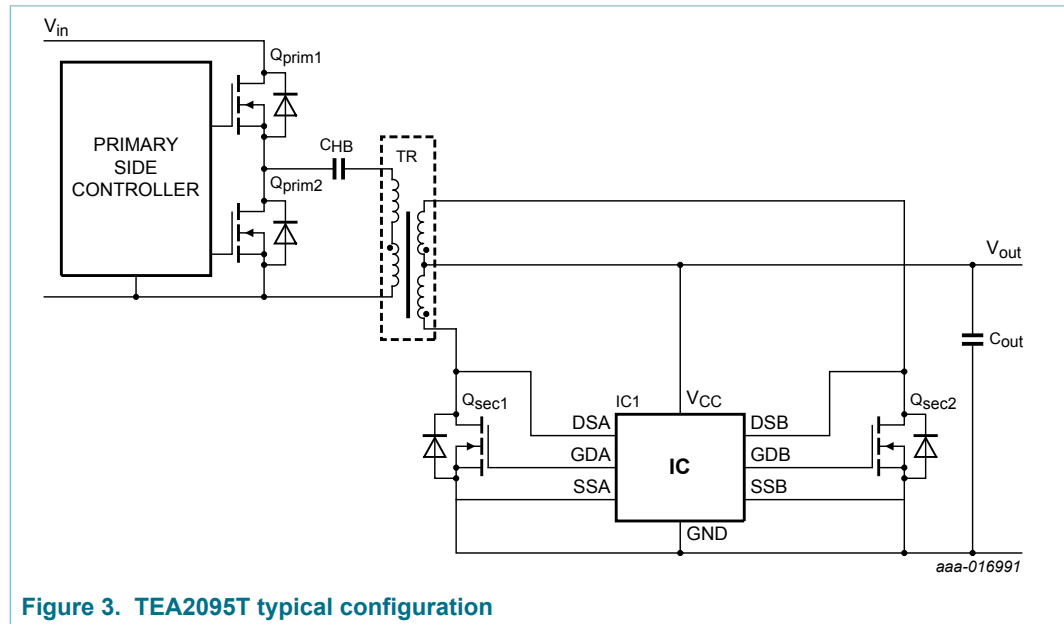 Vin
Qprim1
PRIMARY
SIDE
CONTROLLER
CHB
TR
Qprim2
Vout
Cout
Qsec1
IC1
VCC
Qsec2
DSA
DSB
GDA
IC
GDB
SSA
SSB
GND
aaa-016991
Figure 3. TEA2095T typical configuration